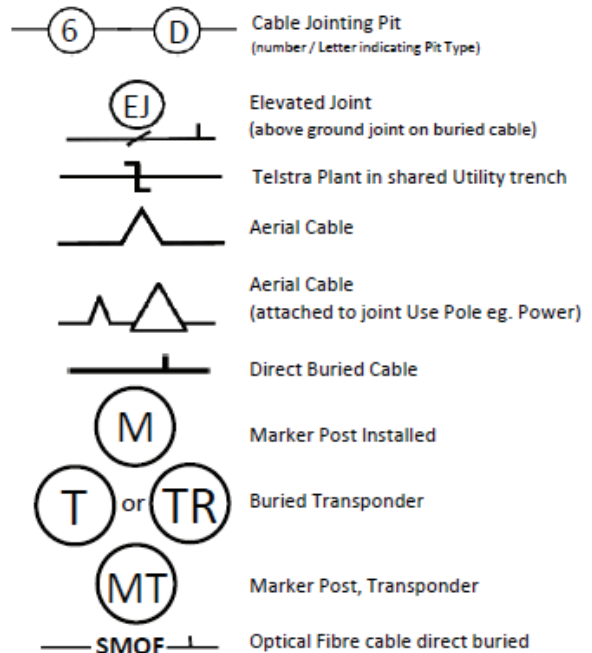 6 D Cable Jointing Pit
(number / Letter indicating Pit Type)
EJ Elevated Joint
(above ground joint on buried cable)
Telstra Plant in shared Utility trench
Aerial Cable
Aerial Cable
(attached to joint Use Pole eg. Power)
Direct Buried Cable
M Marker Post Installed
T or TR Buried Transponder
MT Marker Post, Transponder
SMOF Optical Fibre cable direct buried